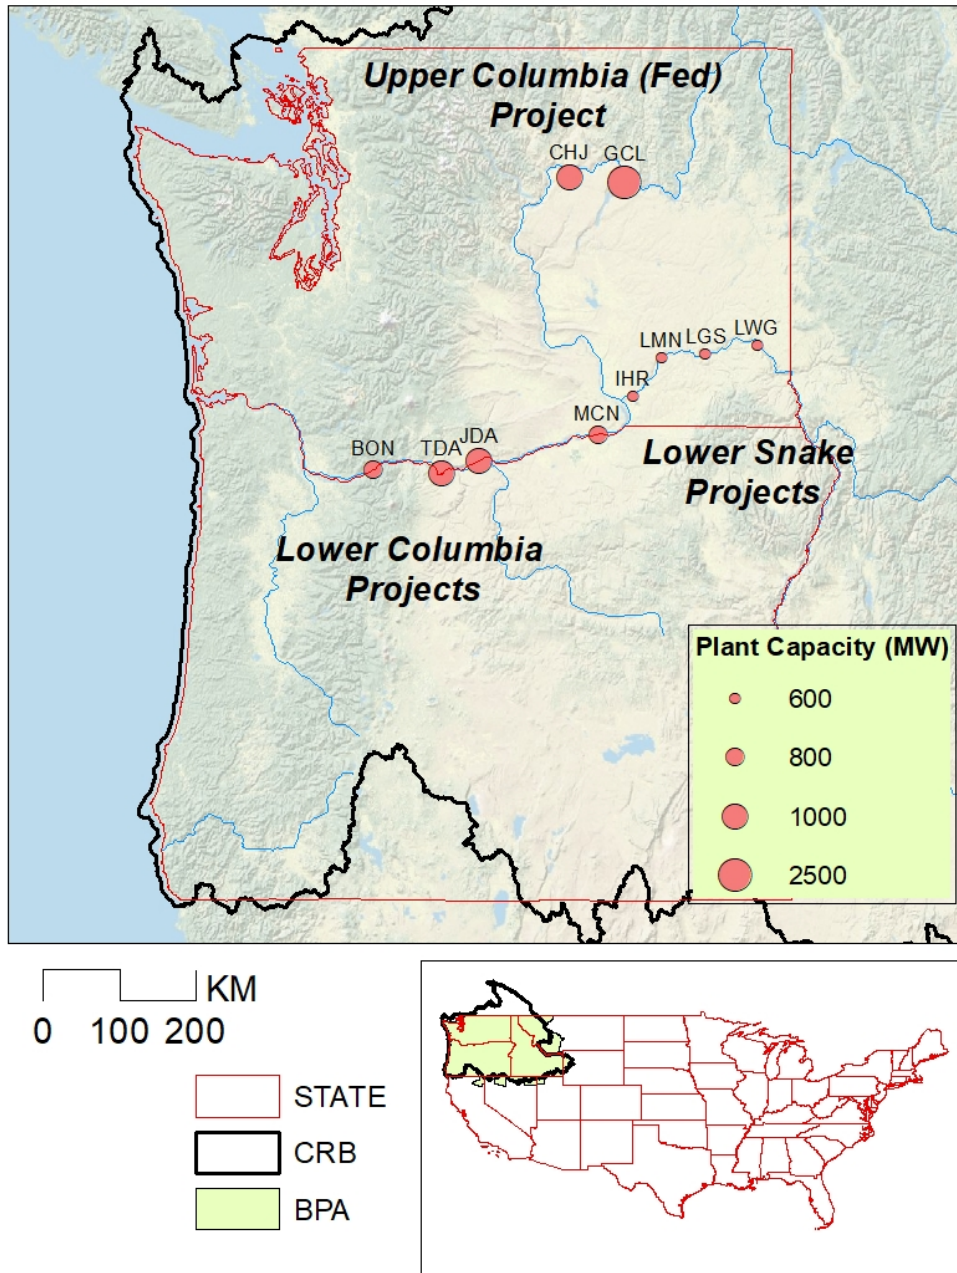 Upper Columbia (Fed)
Project
CHJ GCL
LMN LGS LWG
IHR
MCN
BON TDA JDA
Lower Snake
Projects
Lower Columbia
Projects
Plant Capacity (MW)
600
800
1000
2500
KM
0 100 200
STATE
CRB
BPA